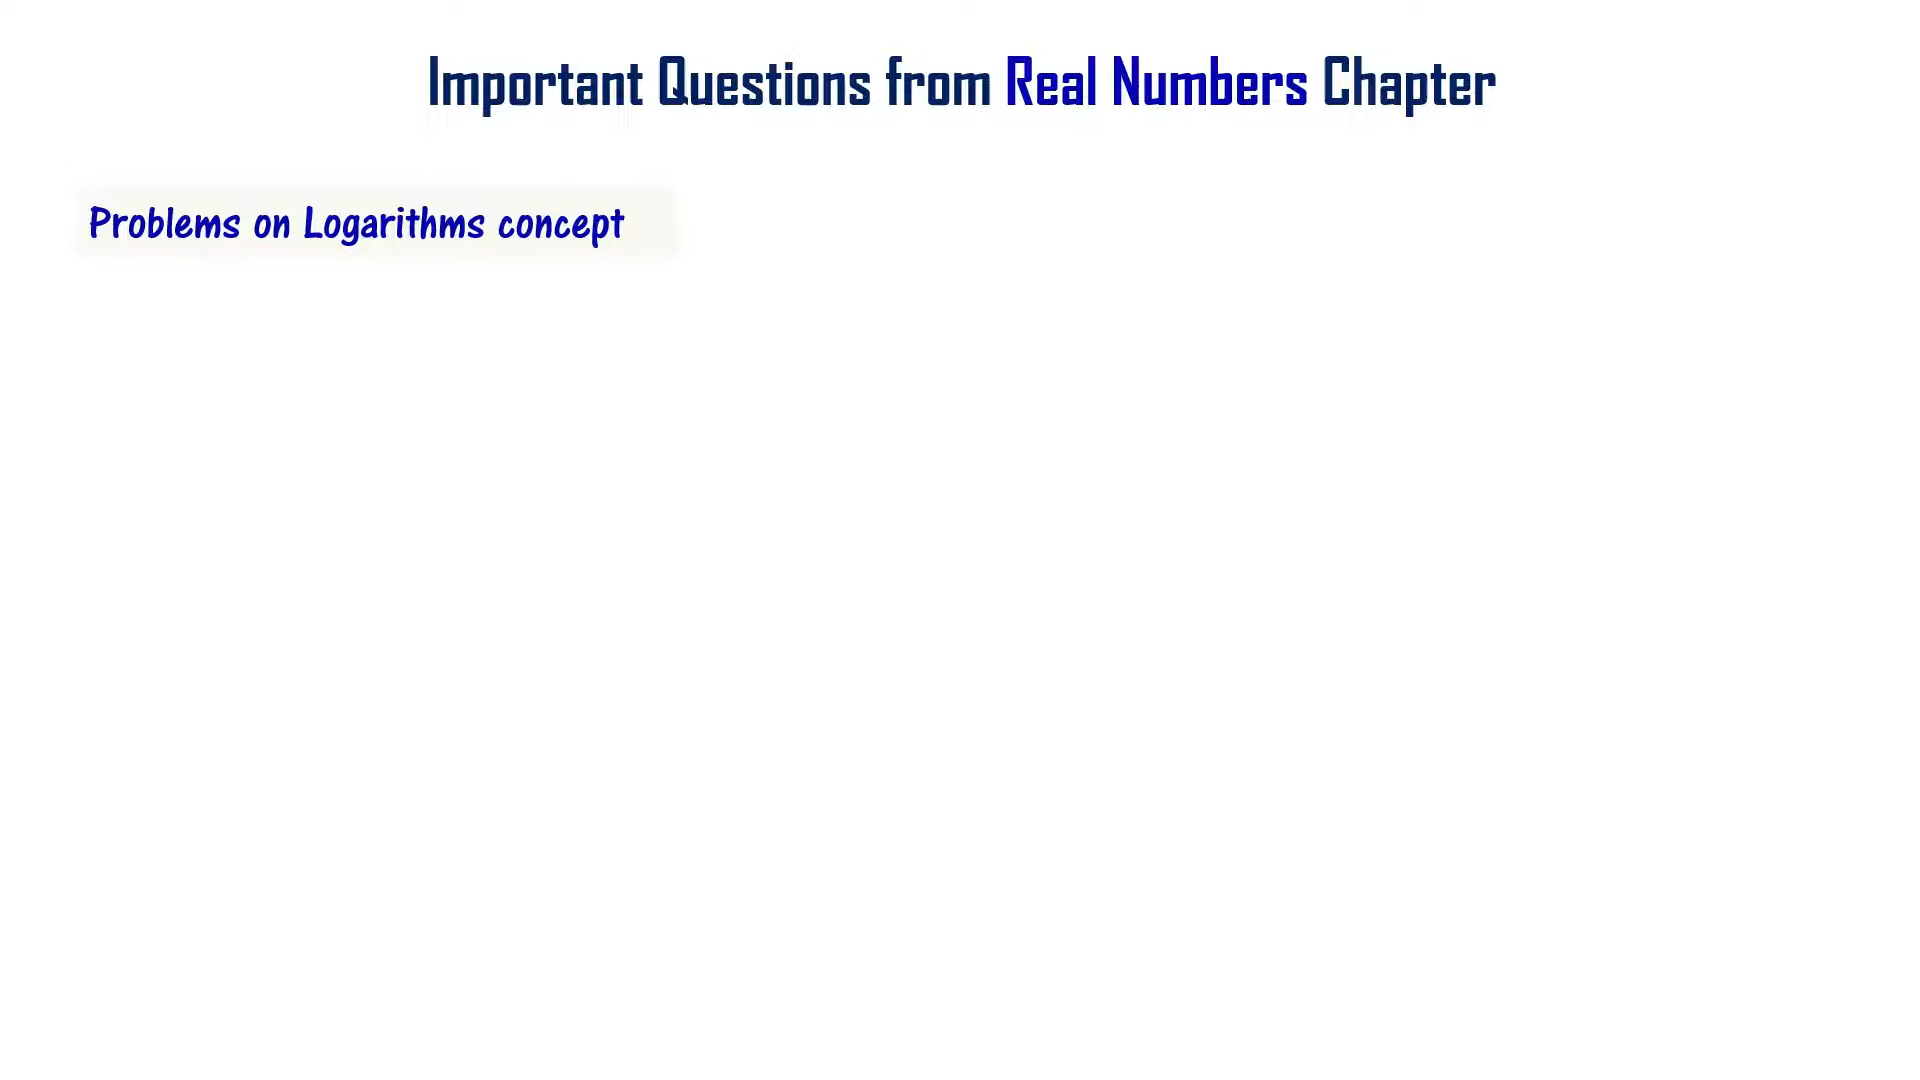 Important Questions from Real Numbers Chapter
Problems on Logarithms concept